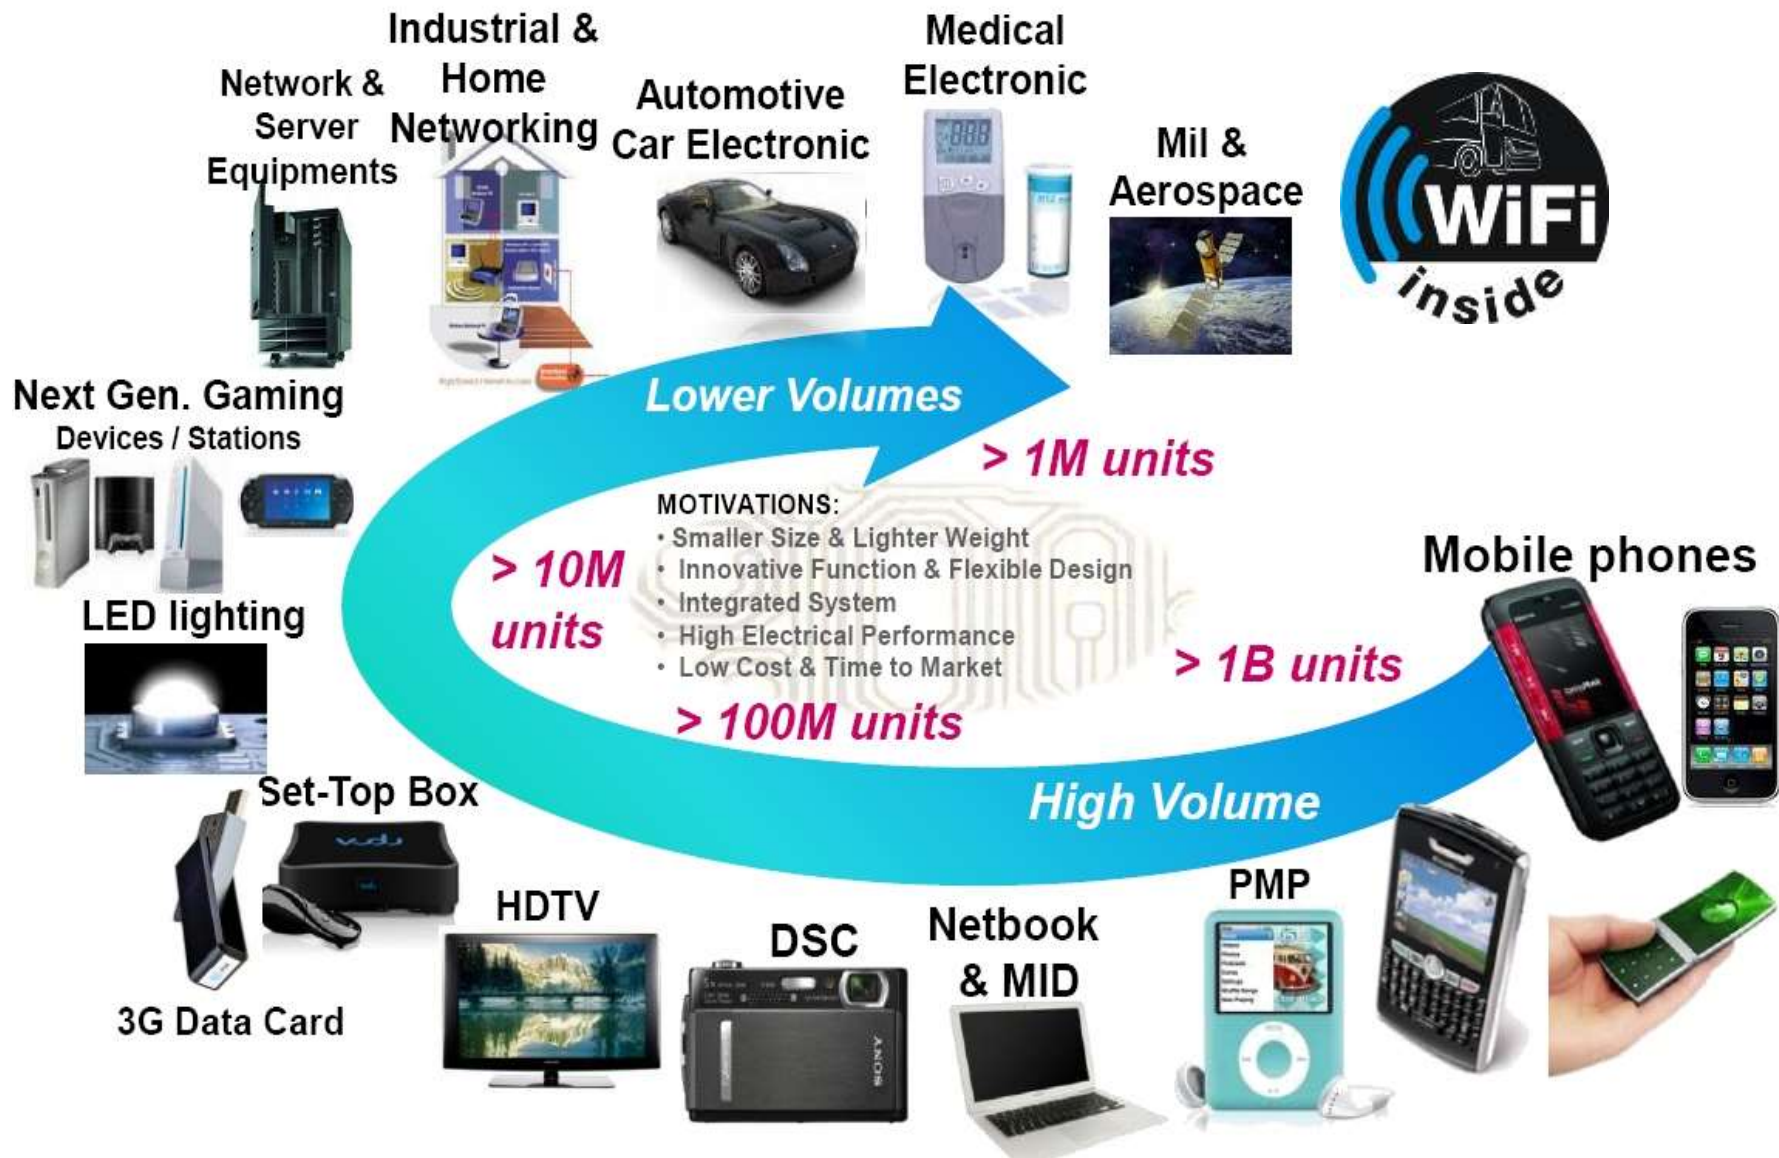 Industrial &
Home
Networking
Network &
Server
Equipments
Automotive
Car Electronic
Medical
Electronic
Mil &
Aerospace
WiFi
inside
Next Gen. Gaming
Devices / Stations
Lower Volumes
> 1M units
MOTIVATIONS:
• Smaller Size & Lighter Weight
• Innovative Function & Flexible Design
• Integrated System
• High Electrical Performance
• Low Cost & Time to Market
> 10M
units
> 100M units
> 1B units
Mobile phones
LED lighting
High Volume
Set-Top Box
vudu
3G Data Card
HDTV
DSC
SONY
Netbook
& MID
PMP